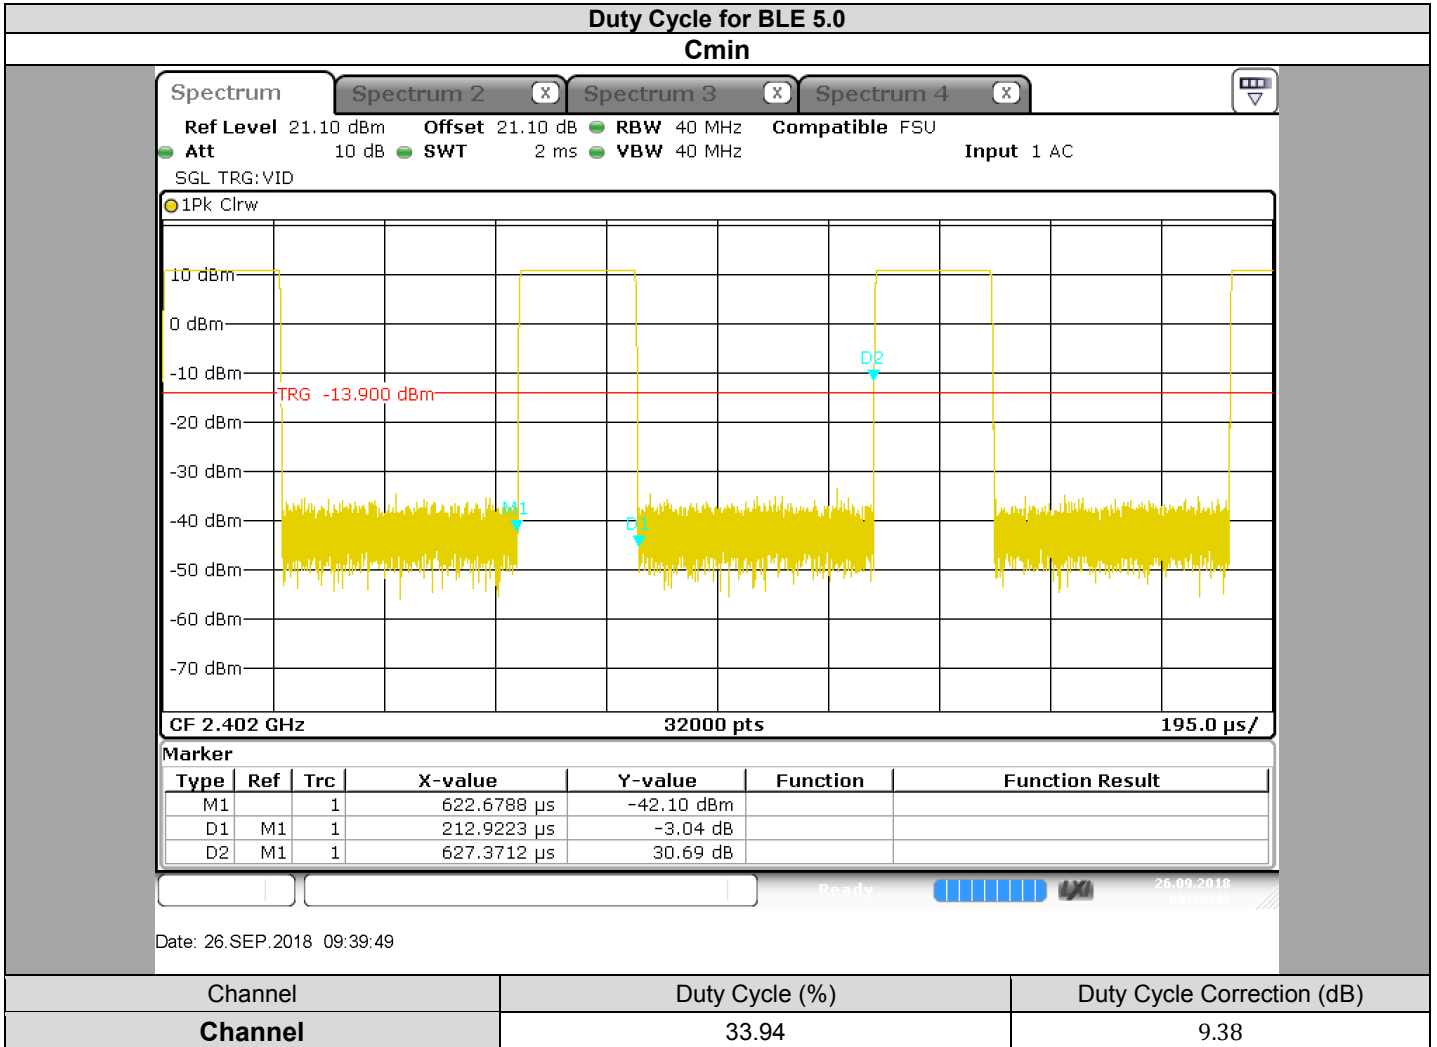 Duty Cycle for BLE 5.0
Cmin
Spectrum Spectrum 2 X Spectrum 3 X Spectrum 4 X
Ref Level 21.10 dBm Offset 21.10 dB RBW 40 MHz Compatible FSU
Att 10 dB SWT 2 ms VBW 40 MHz Input 1 AC
SGL TRG:VID
1Pk Clrw
10 dBm
0 dBm
D2
-10 dBm
TRG -13.900 dBm
-20 dBm
-30 dBm
M1
-40 dBm
D1
-50 dBm
-60 dBm
-70 dBm
CF 2.402 GHz 32000 pts 195.0 µs/
Marker
Type Ref Trc X-value Y-value Function Function Result
M1 1 622.6788 µs -42.10 dBm
D1 M1 1 212.9223 µs -3.04 dB
D2 M1 1 627.3712 µs 30.69 dB
Ready LXI 26.09.2018
Date: 26.SEP.2018 09:39:49
Channel Duty Cycle (%) Duty Cycle Correction (dB)
Channel 33.94 9.38